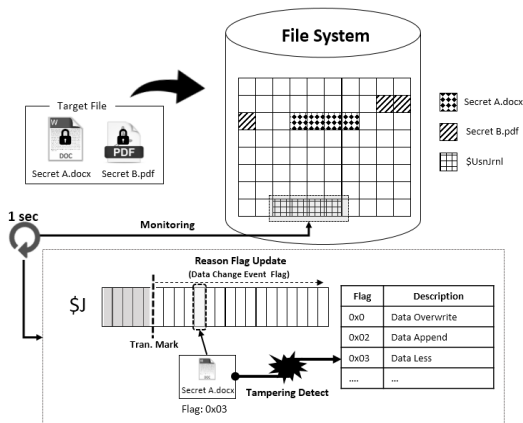 File System
Target File
W
DOC
PDF
Secret A.docx
Secret B.pdf
Secret A.docx
Secret B.pdf
$UsnJrnl
1 sec
Monitoring
Reason Flag Update
(Data Change Event Flag)
$J
Tran. Mark
Secret A.docx
Flag: 0x03
Tampering Detect
Flag Description
0x0 Data Overwrite
0x02 Data Append
0x03 Data Less
.... ...